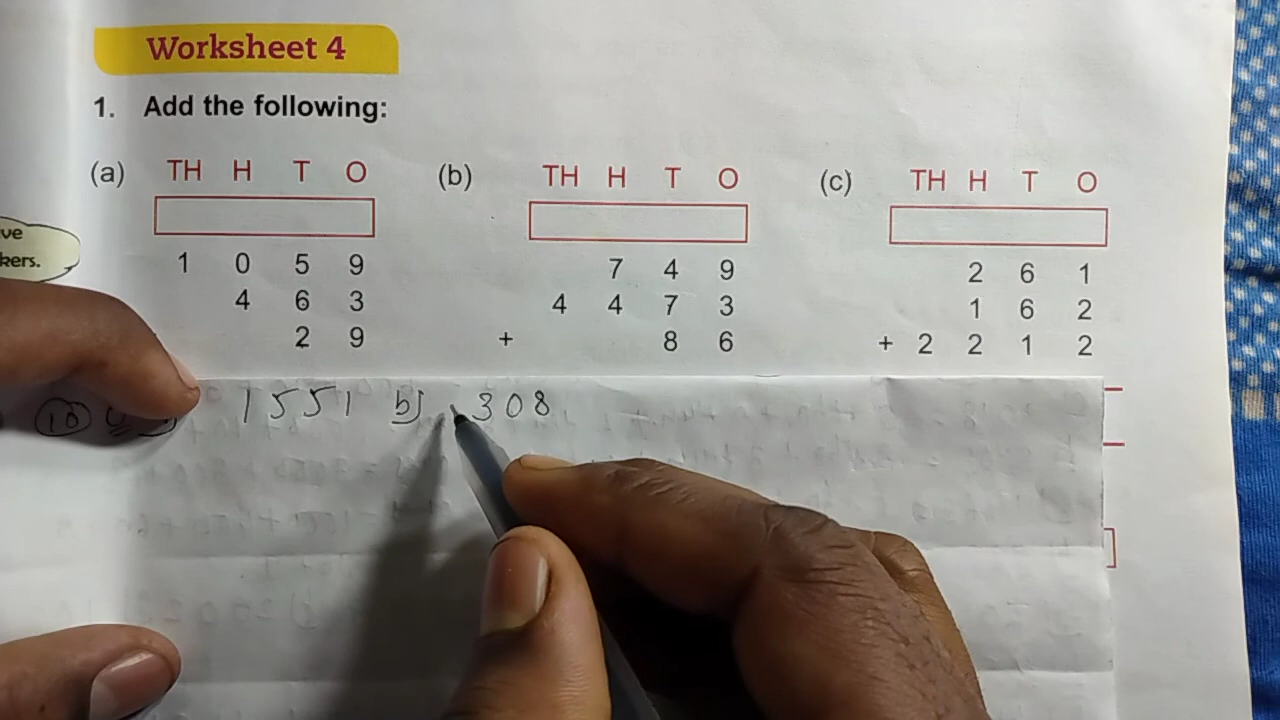 Worksheet 4
1. Add the following:
(a) TH H T O (b) TH H T O (c) TH H T O
1 0 5 9 7 4 9 2 6 1
4 6 3 4 4 7 3 1 6 2
2 9 + 8 6 + 2 2 1 2
ve
kers.
10 1551 b) 308